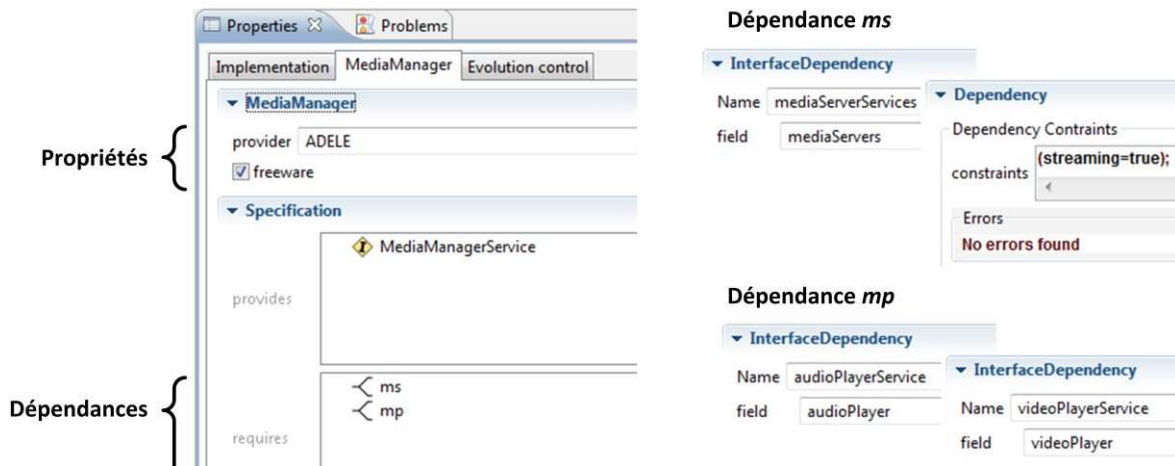 Properties
Problems
Implementation
MediaManager
Evolution control
MediaManager
Propriétés
provider ADELE
freeware
Specification
MediaManagerService
provides
Dépendances
ms
mp
requires
Dépendance ms
InterfaceDependency
Name mediaServerServices
field mediaServers
Dependency
Dependency Contraints
constraints (streaming=true);
Errors
No errors found
Dépendance mp
InterfaceDependency
Name audioPlayerService
field audioPlayer
InterfaceDependency
Name videoPlayerService
field videoPlayer